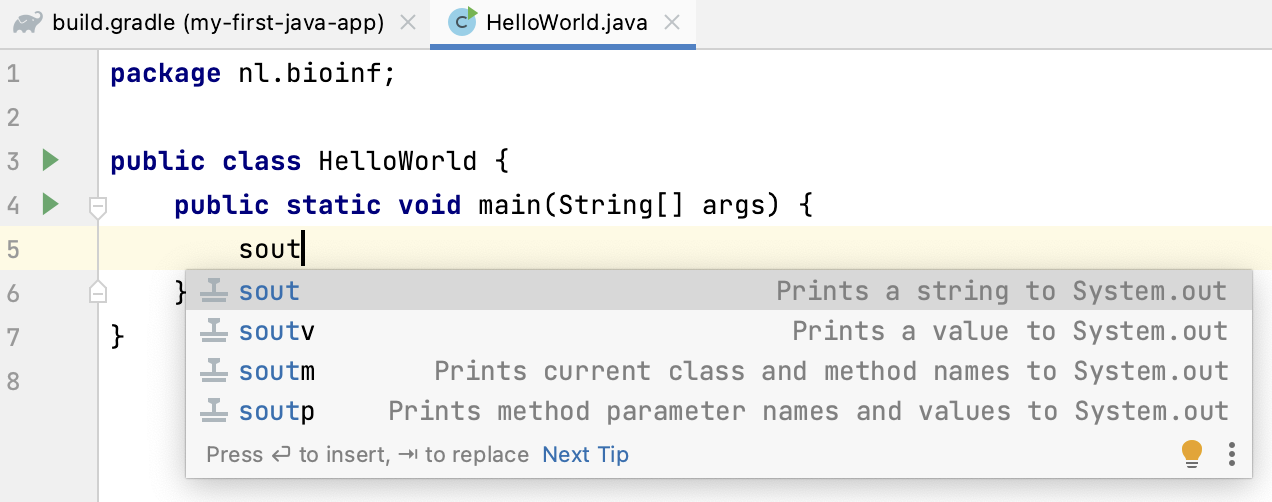 build.gradle (my-first-java-app) HelloWorld.java
1 package nl.bioinf;
2
3 public class HelloWorld {
4 public static void main(String[] args) {
5 sout
6 }
sout Prints a string to System.out
7 }
soutv Prints a value to System.out
soutm Prints current class and method names to System.out
8
soutp Prints method parameter names and values to System.out
Press ⏎ to insert, ⇥ to replace Next Tip